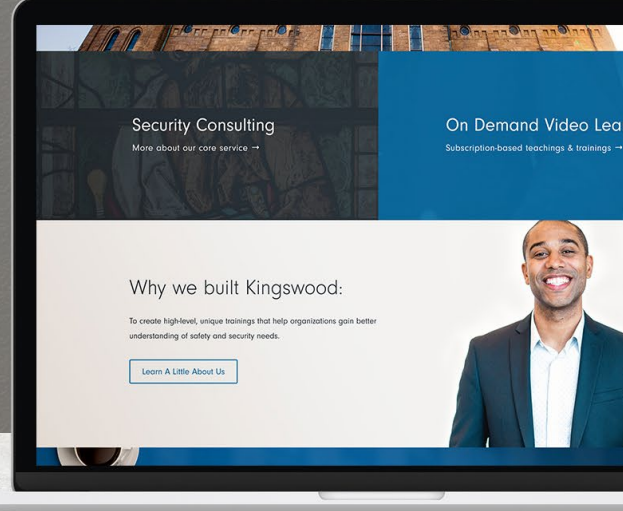 Security Consulting
More about our core service →
On Demand Video Lea
Subscription-based teachings & trainings →
Why we built Kingswood:
To create high-level, unique trainings that help organizations gain better
understanding of safety and security needs.
Learn A Little About Us